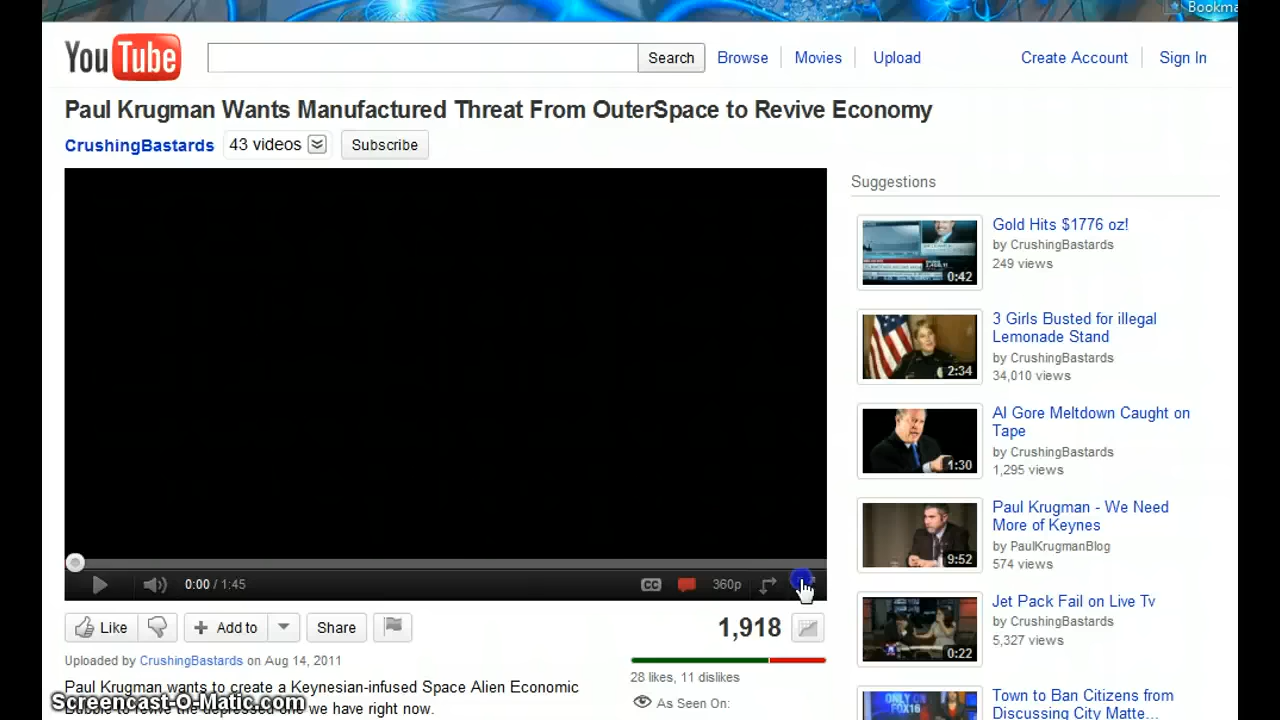 Bookma
YouTube
Search
Browse
Movies
Upload
Create Account
Sign In
Paul Krugman Wants Manufactured Threat From OuterSpace to Revive Economy
CrushingBastards
43 videos
Subscribe
0:00 / 1:45
CC
360p
Like
Add to
Share
1,918
Uploaded by CrushingBastards on Aug 14, 2011
28 likes, 11 dislikes
As Seen On:
Paul Krugman wants to create a Keynesian-infused Space Alien Economic
we have right now.
Screencast-O-Matic.com
Suggestions
0:42
Gold Hits $1776 oz!
by CrushingBastards
249 views
2:34
3 Girls Busted for illegal
Lemonade Stand
by CrushingBastards
34,010 views
1:30
Al Gore Meltdown Caught on
Tape
by CrushingBastards
1,295 views
9:52
Paul Krugman - We Need
More of Keynes
by PaulKrugmanBlog
574 views
0:22
Jet Pack Fail on Live Tv
by CrushingBastards
5,327 views
ONLY ON
FOX16
Town to Ban Citizens from
Discussing City Matte...